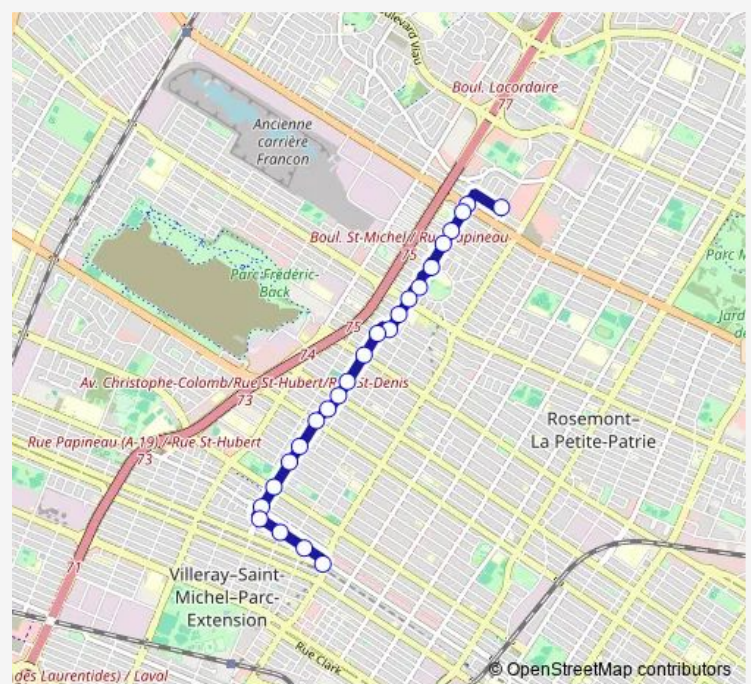 Boulevard Viau
Boul. Lacordaire
77
Ancienne
carrière
Francon
Boul. St-Michel / Rue Papineau
75
Parc M
Parc Frédéric-
Back
Jard
de
75
74
Av. Christophe-Colomb/Rue St-Hubert/R St-Denis
73
Rosemont–
La Petite-Patrie
Rue Papineau (A-19) / Rue St-Hubert
73
71
Villeray–Saint-
Michel–Parc-
Extension
Rue Clark
© OpenStreetMap contributors
des Laurentides) / Laval